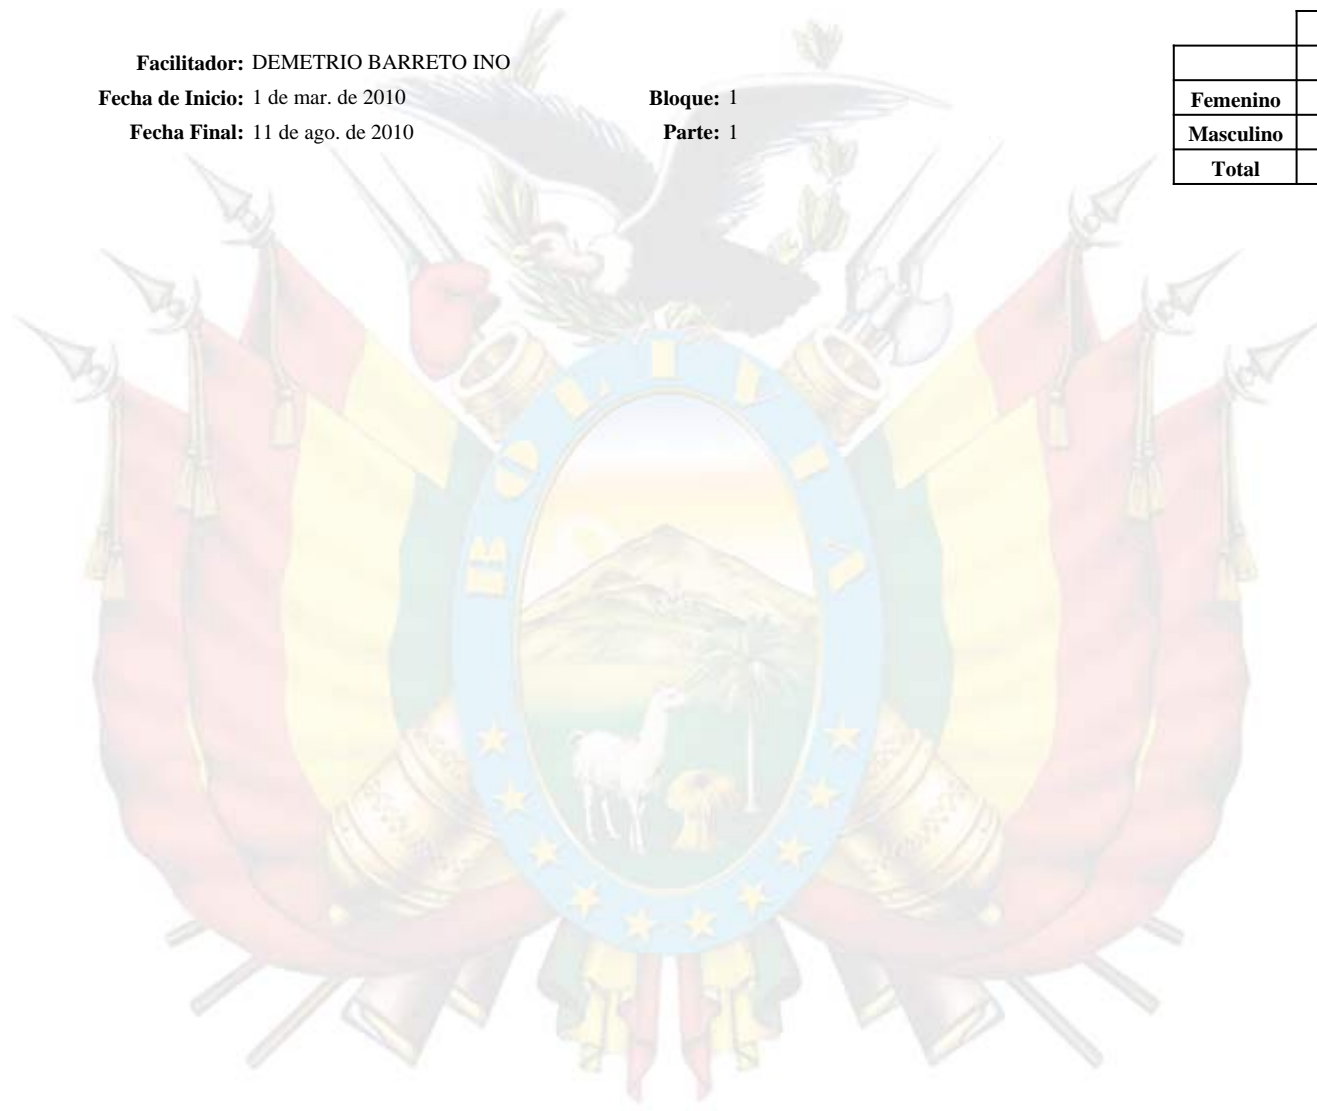 Facilitador: DEMETRIO BARRETO INO
Fecha de Inicio: 1 de mar. de 2010
Bloque: 1
Fecha Final: 11 de ago. de 2010
Parte: 1
Femenino
Masculino
Total
BOLIVIA